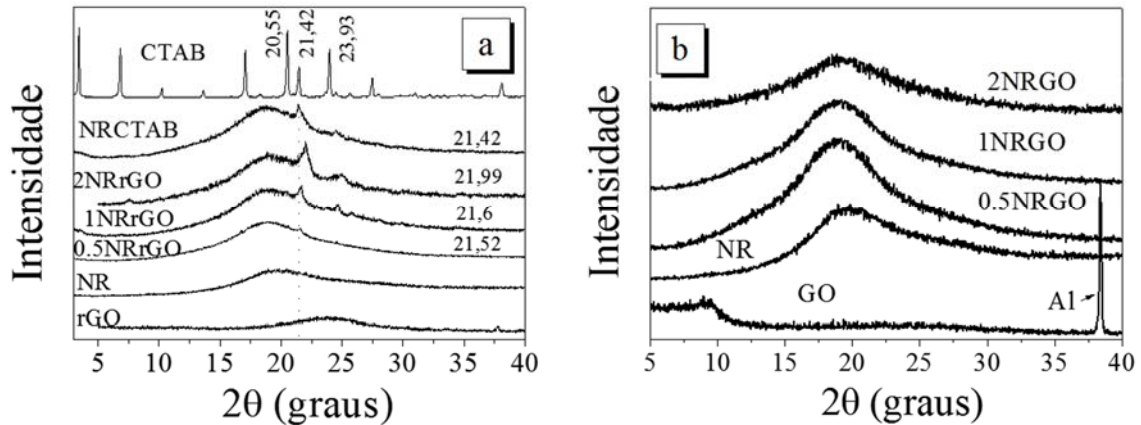 a
CTAB
20,55
21,42
23,93
NRCTAB
21,42
2NRrGO
21,99
1NRrGO
21,6
0.5NRrGO
21,52
NR
rGO
Intensidade
5 10 15 20 25 30 35 40
2θ (graus)
b
2NRGO
1NRGO
0.5NRGO
NR
GO
Al
Intensidade
5 10 15 20 25 30 35 40
2θ (graus)